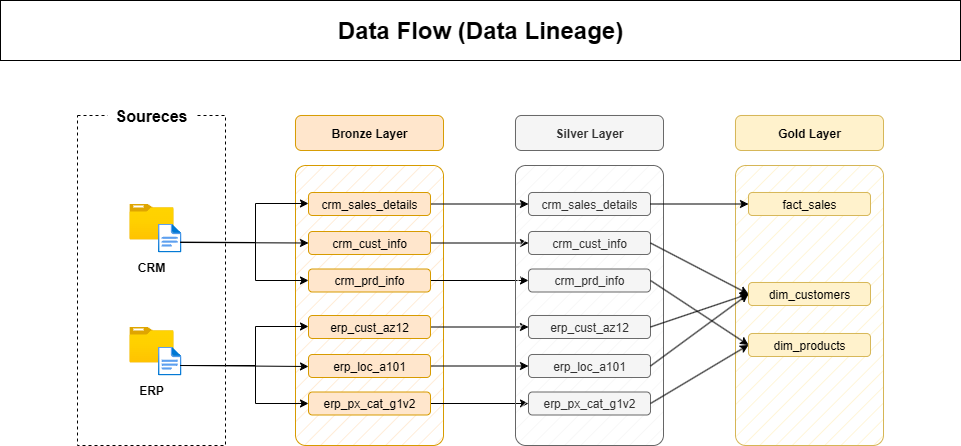 Data Flow (Data Lineage)
Soureces
Bronze Layer
Silver Layer
Gold Layer
crm_sales_details
crm_sales_details
fact_sales
crm_cust_info
crm_cust_info
CRM
crm_prd_info
crm_prd_info
dim_customers
erp_cust_az12
erp_cust_az12
dim_products
erp_loc_a101
erp_loc_a101
ERP
erp_px_cat_g1v2
erp_px_cat_g1v2